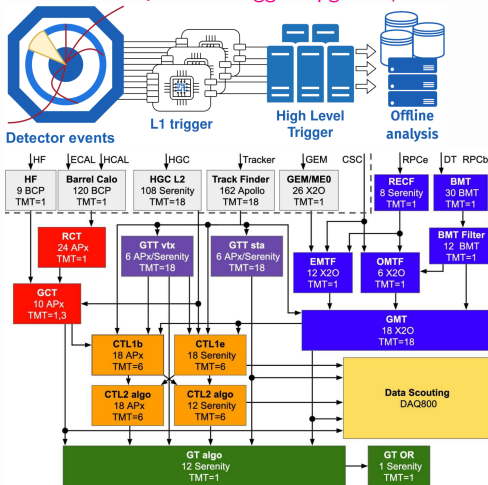 Detector events
L1 trigger
High Level
Trigger
Offline
analysis
HF
ECAL
HCAL
HGC
Tracker
GEM
CSC
RPCe
DT
RPCb
HF
9 BCP
TMT=1
Barrel Calo
120 BCP
TMT=1
HGC L2
108 Serenity
TMT=18
Track Finder
162 Apollo
TMT=18
GEM/ME0
26 X2O
TMT=1
RECF
8 Serenity
TMT=1
BMT
30 BMT
TMT=1
RCT
24 APx
TMT=1
GTT vtx
6 APx/Serenity
TMT=18
GTT sta
6 APx/Serenity
TMT=18
EMTF
12 X2O
TMT=1
OMTF
6 X2O
TMT=1
BMT Filter
12 BMT
TMT=1
GCT
10 APx
TMT=1,3
GMT
18 X2O
TMT=18
CTL1b
18 APx
TMT=6
CTL1e
18 Serenity
TMT=6
CTL2 algo
18 APx
TMT=6
CTL2 algo
12 Serenity
TMT=6
Data Scouting
DAQ800
GT algo
12 Serenity
TMT=1
GT OR
1 Serenity
TMT=1